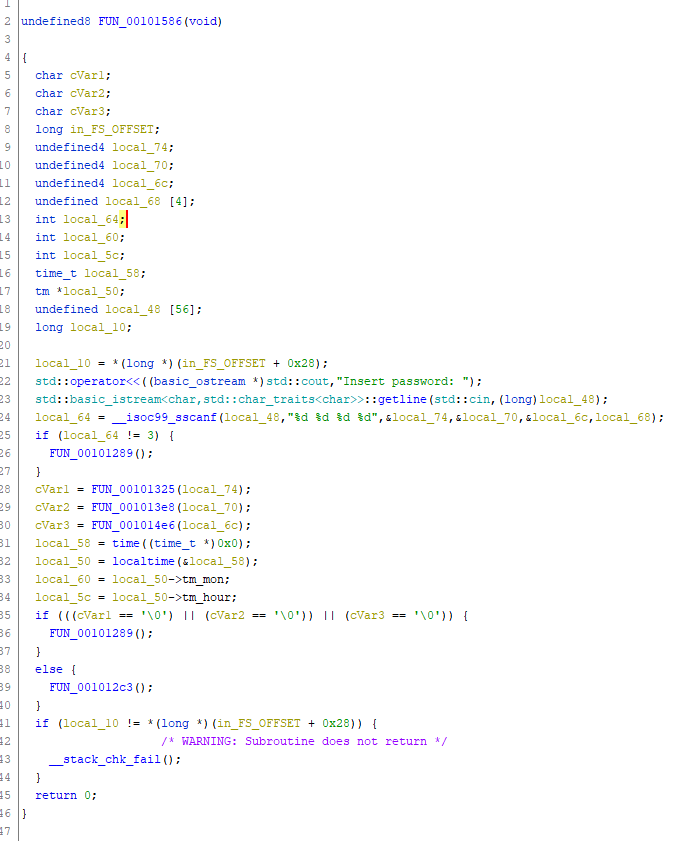 1
2 undefined8 FUN_00101586(void)
3
4 {
5   char cVar1;
6   char cVar2;
7   char cVar3;
8   long in_FS_OFFSET;
9   undefined4 local_74;
10   undefined4 local_70;
11   undefined4 local_6c;
12   undefined local_68 [4];
13   int local_64;
14   int local_60;
15   int local_5c;
16   time_t local_58;
17   tm *local_50;
18   undefined local_48 [56];
19   long local_10;
20
21   local_10 = *(long *)(in_FS_OFFSET + 0x28);
22   std::operator<<((basic_ostream *)std::cout,"Insert password: ");
23   std::basic_istream<char,std::char_traits<char>>::getline(std::cin,(long)local_48);
24   local_64 = __isoc99_sscanf(local_48,"%d %d %d %d",&local_74,&local_70,&local_6c,local_68);
25   if (local_64 != 3) {
26     FUN_00101289();
27   }
28   cVar1 = FUN_00101325(local_74);
29   cVar2 = FUN_001013e8(local_70);
30   cVar3 = FUN_001014e6(local_6c);
31   local_58 = time((time_t *)0x0);
32   local_50 = localtime(&local_58);
33   local_60 = local_50->tm_mon;
34   local_5c = local_50->tm_hour;
35   if (((cVar1 == '\0') || (cVar2 == '\0')) || (cVar3 == '\0')) {
36     FUN_00101289();
37   }
38   else {
39     FUN_001012c3();
40   }
41   if (local_10 != *(long *)(in_FS_OFFSET + 0x28)) {
42                     /* WARNING: Subroutine does not return */
43     __stack_chk_fail();
44   }
45   return 0;
46 }
47